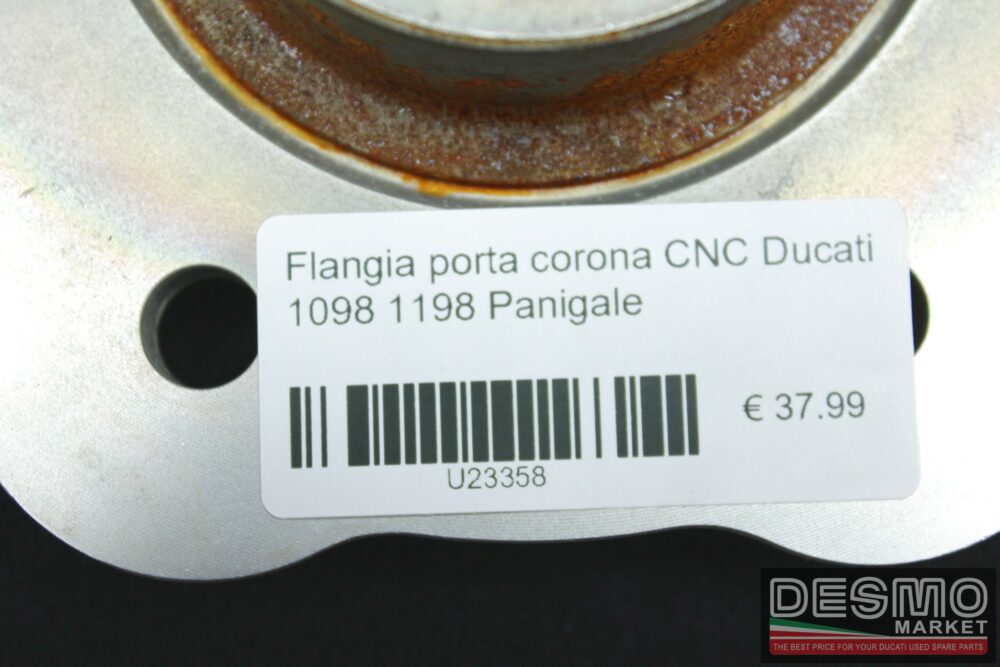 Flangia porta corona CNC Ducati
1098 1198 Panigale
€ 37.99
U23358
DESMO
MARKET
THE BEST PRICE FOR YOUR DUCATI USED SPARE PARTS